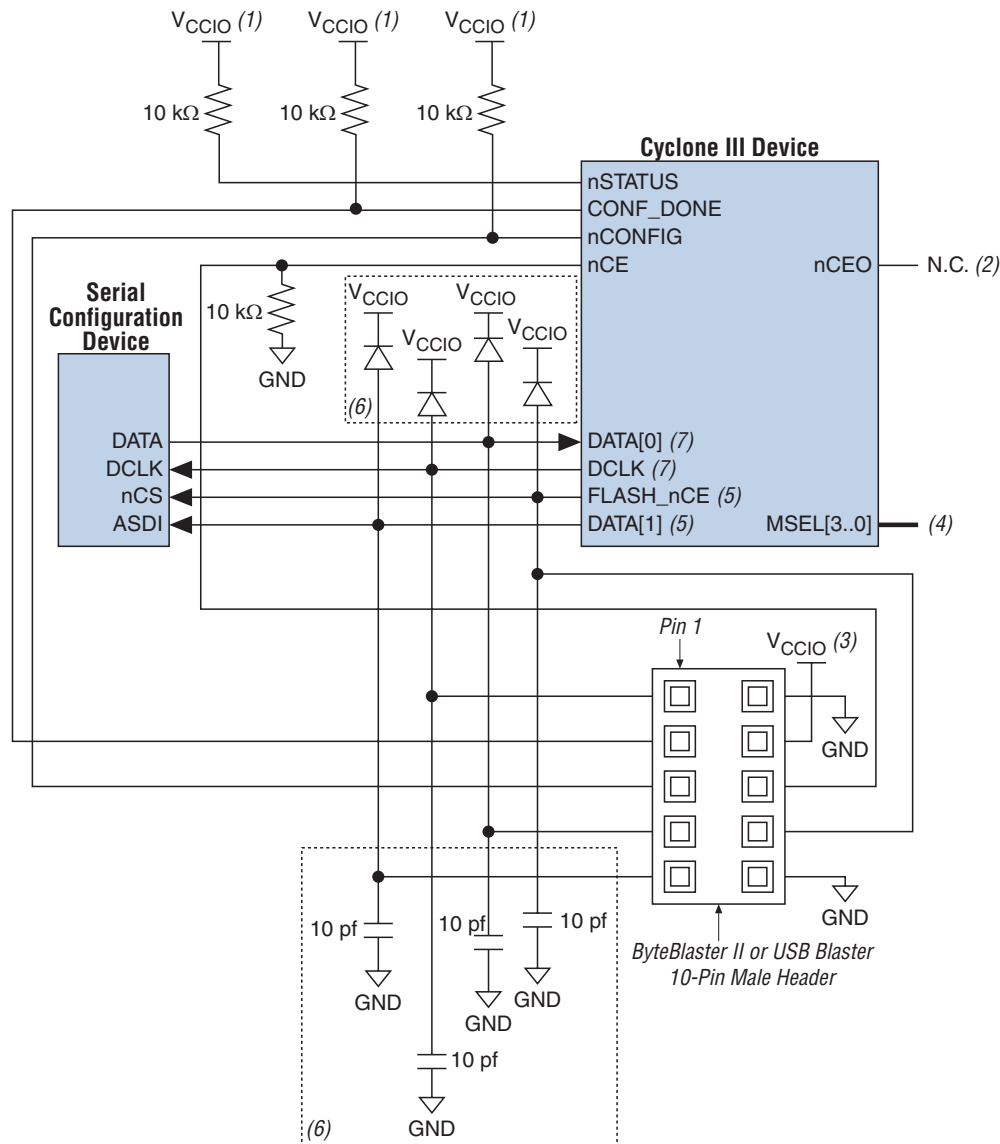 VCCIO (1) VCCIO (1) VCCIO (1)
10 kΩ 10 kΩ 10 kΩ
Cyclone III Device
nSTATUS
CONF_DONE
nCONFIG
nCE nCEO N.C. (2)
Serial
Configuration
Device
10 kΩ
GND
VCCIO VCCIO
VCCIO VCCIO
(6)
DATA DATA[0] (7)
DCLK DCLK (7)
nCS FLASH_nCE (5)
ASDI DATA[1] (5) MSEL[3..0] (4)
Pin 1
VCCIO (3)
GND
GND
10 pf 10 pf 10 pf
ByteBlaster II or USB Blaster
10-Pin Male Header
GND GND GND
10 pf
GND
(6)